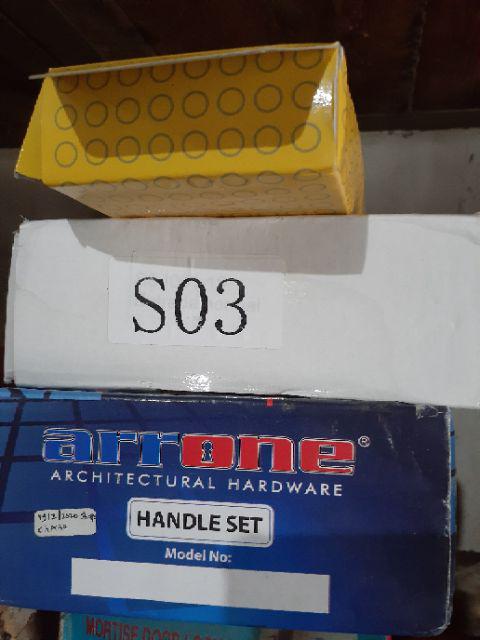 S03
arrone®
ARCHITECTURAL HARDWARE
HANDLE SET
Model No:
MORTISE DOOR LOCK